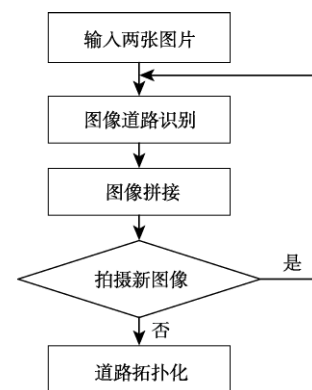 输入两张图片
图像道路识别
图像拼接
拍摄新图像
是
否
道路拓扑化